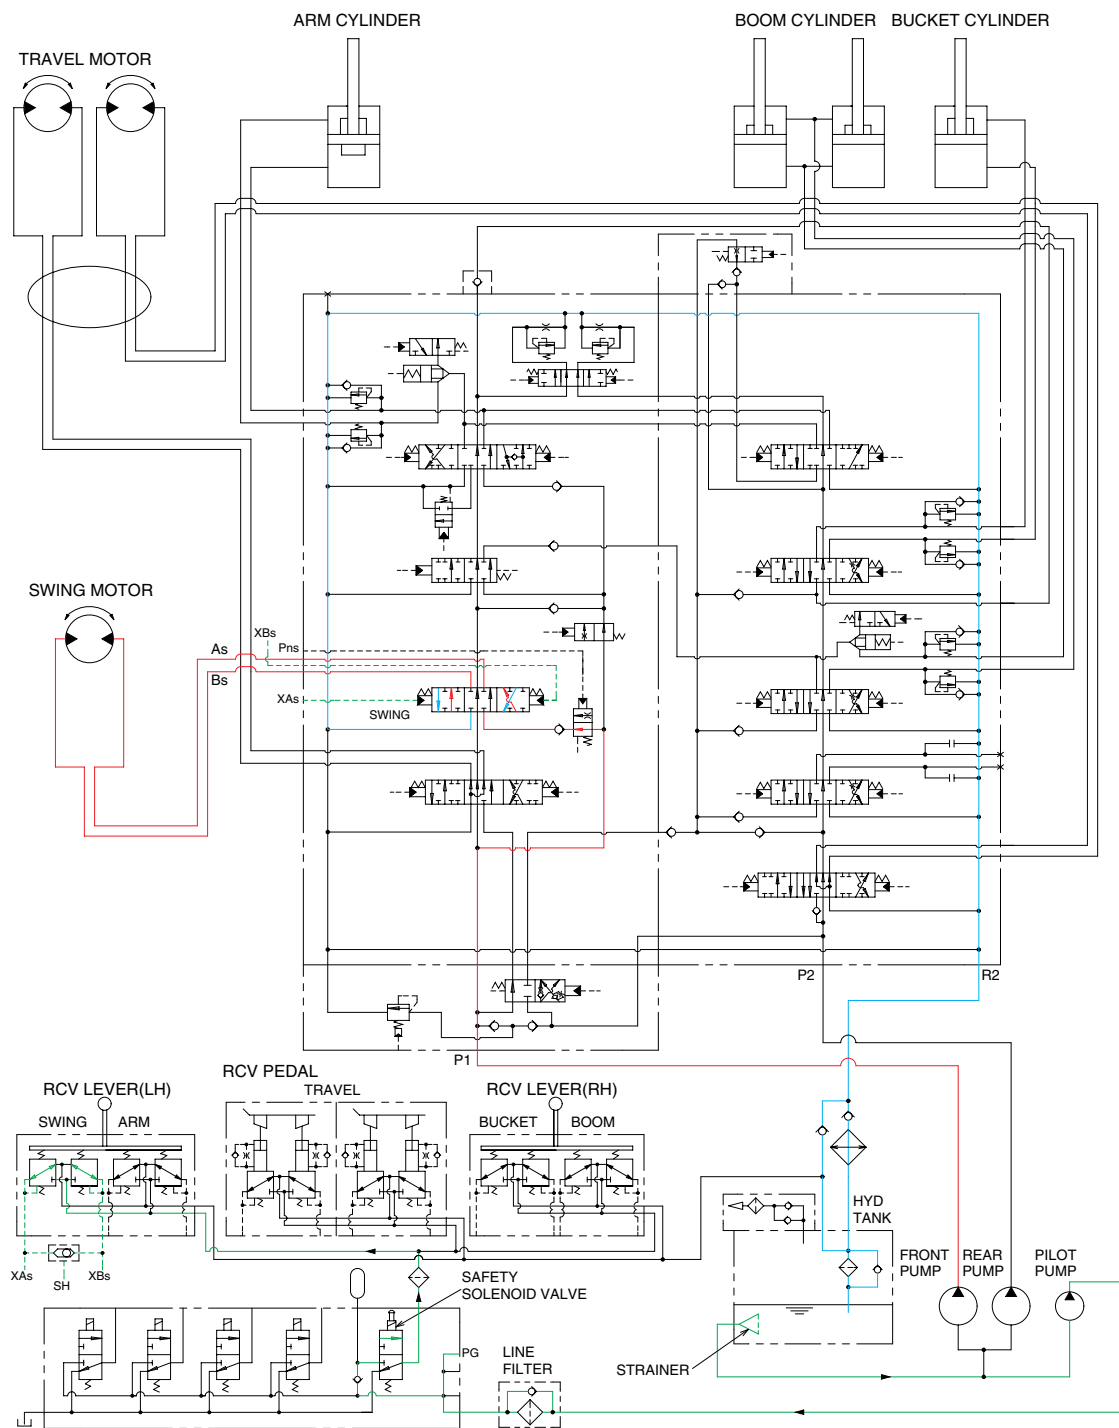 ARM CYLINDER
BOOM CYLINDER
BUCKET CYLINDER
TRAVEL MOTOR
SWING MOTOR
XBs
Pns
As
Bs
XAs
SWING
P2
R2
P1
RCV LEVER(LH)
SWING
ARM
RCV PEDAL
TRAVEL
RCV LEVER(RH)
BUCKET
BOOM
HYD
TANK
FRONT
PUMP
REAR
PUMP
PILOT
PUMP
XAs
SH
XBs
SAFETY
SOLENOID VALVE
PG
LINE
FILTER
STRAINER